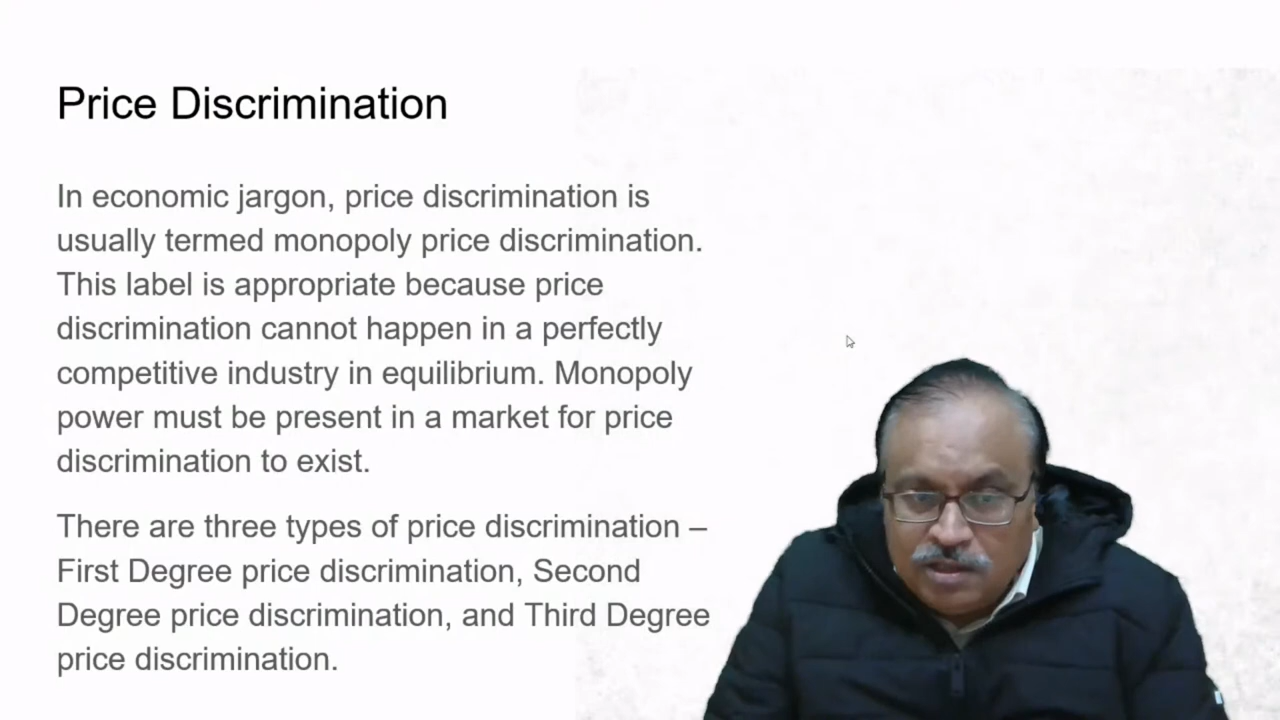 Price Discrimination
In economic jargon, price discrimination is
usually termed monopoly price discrimination.
This label is appropriate because price
discrimination cannot happen in a perfectly
competitive industry in equilibrium. Monopoly
power must be present in a market for price
discrimination to exist.
There are three types of price discrimination –
First Degree price discrimination, Second
Degree price discrimination, and Third Degree
price discrimination.